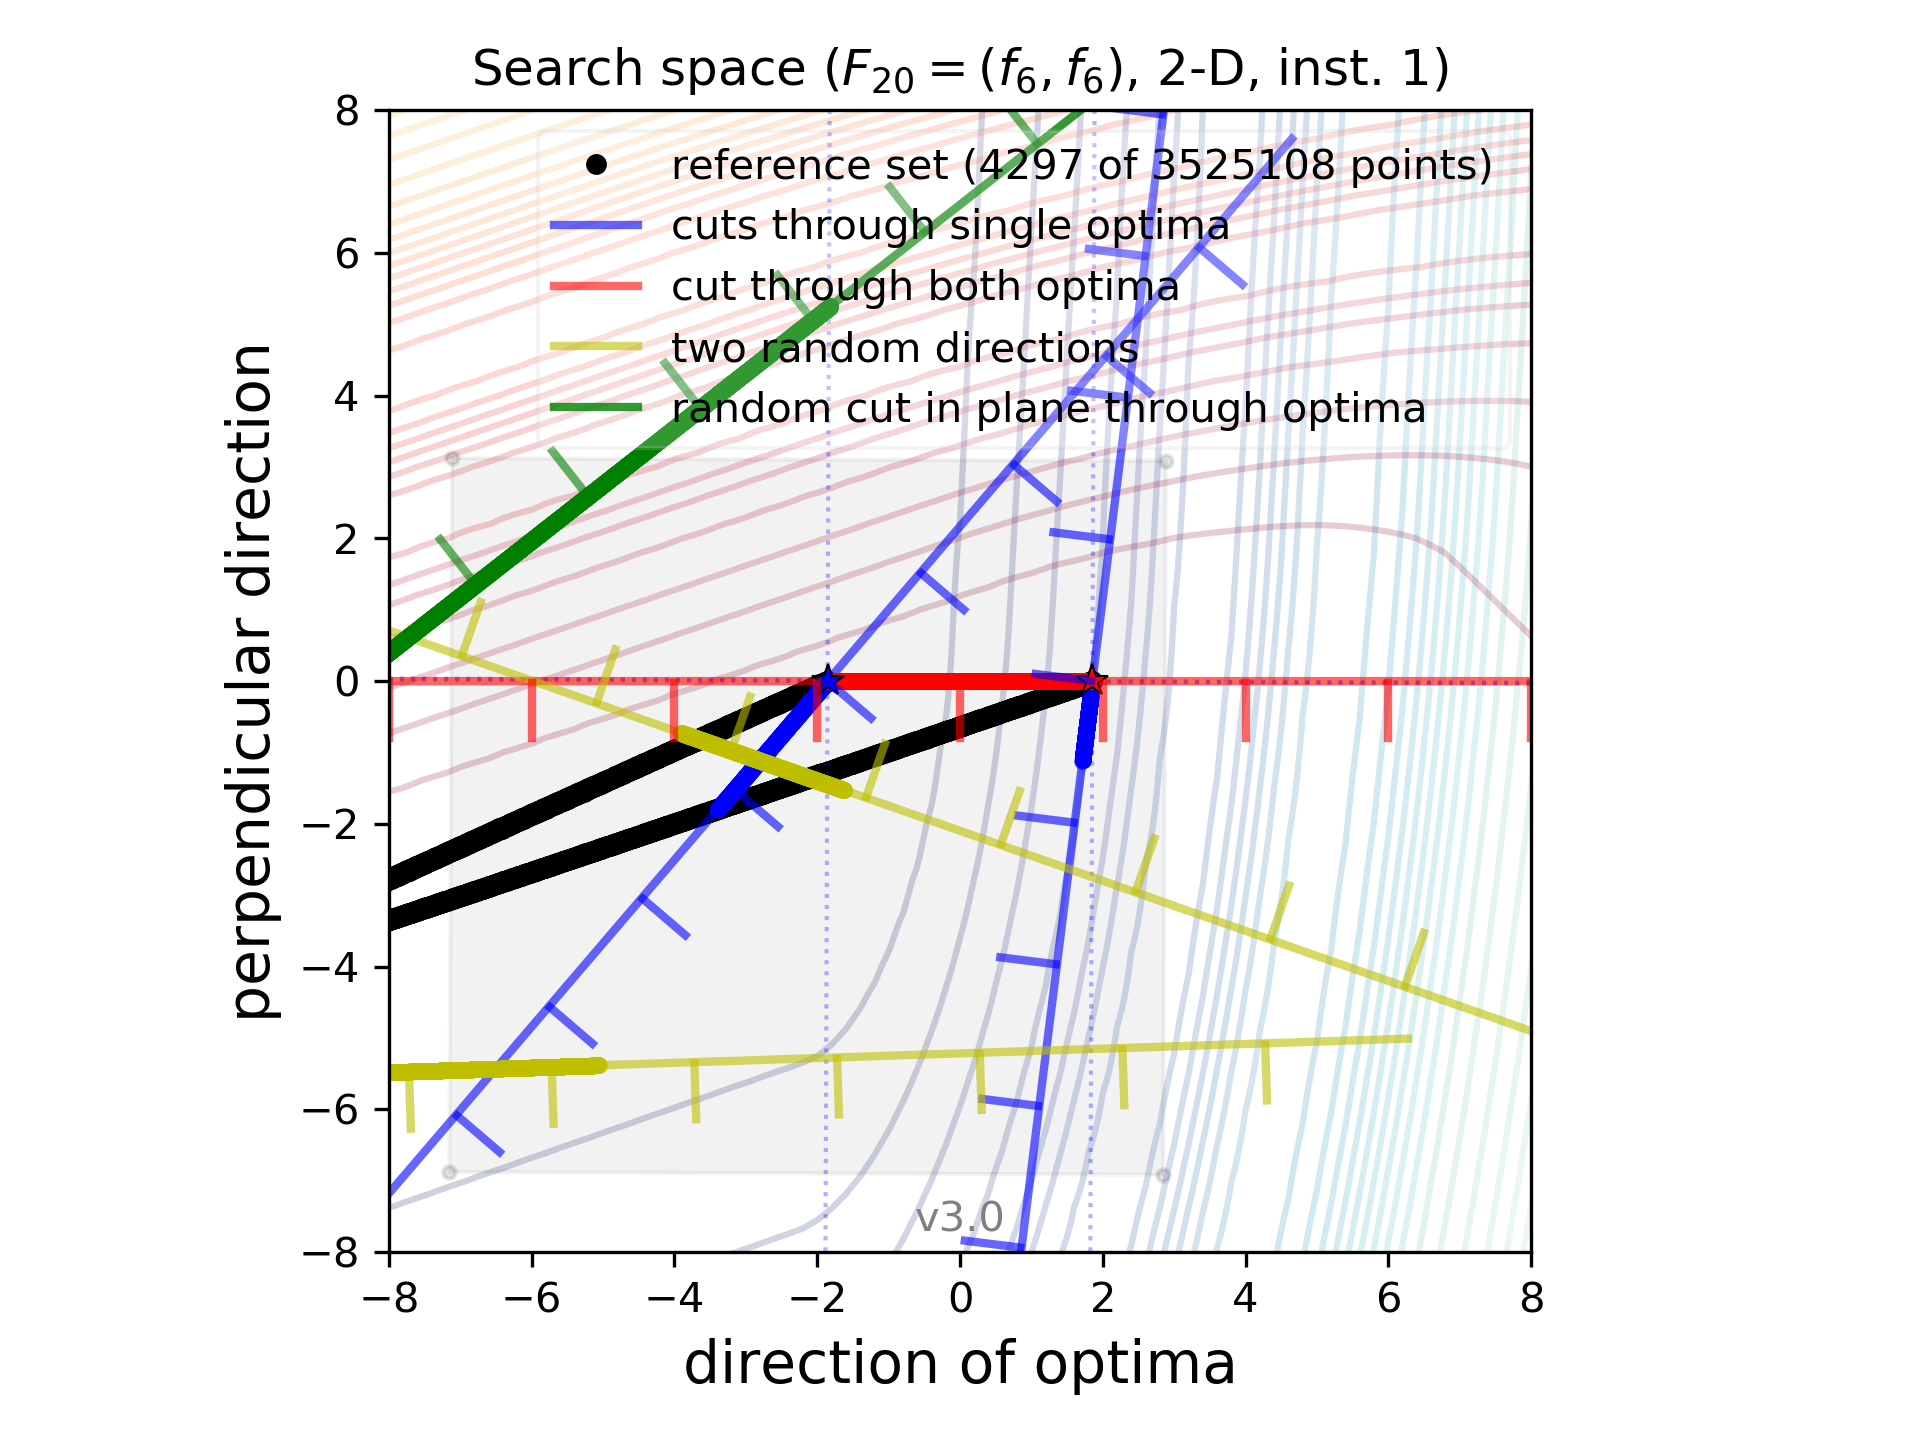 Search space (F20 = (f6, f6), 2-D, inst. 1)
reference set (4297 of 3525108 points)
cuts through single optima
cut through both optima
two random directions
random cut in plane through optima
perpendicular direction
8
6
4
2
0
−2
−4
−6
−8
v3.0
−8 −6 −4 −2 0 2 4 6 8
direction of optima